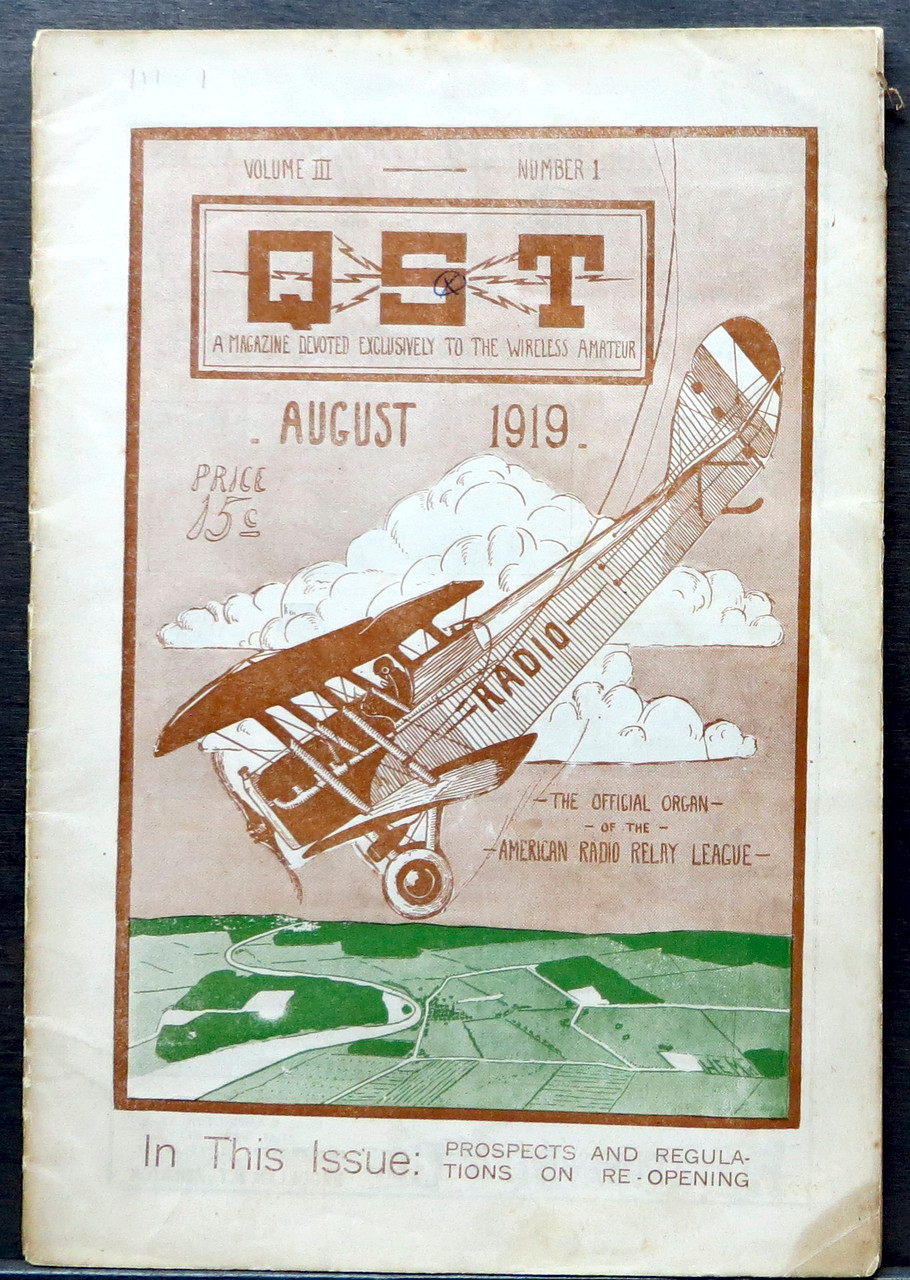 VOLUME III — NUMBER 1
QST
A MAGAZINE DEVOTED EXCLUSIVELY TO THE WIRELESS AMATEUR
. AUGUST 1919 .
PRICE
15¢
—RADIO—
—THE OFFICIAL ORGAN—
— OF THE —
—AMERICAN RADIO RELAY LEAGUE—
In This Issue: PROSPECTS AND REGULA-
TIONS ON RE-OPENING